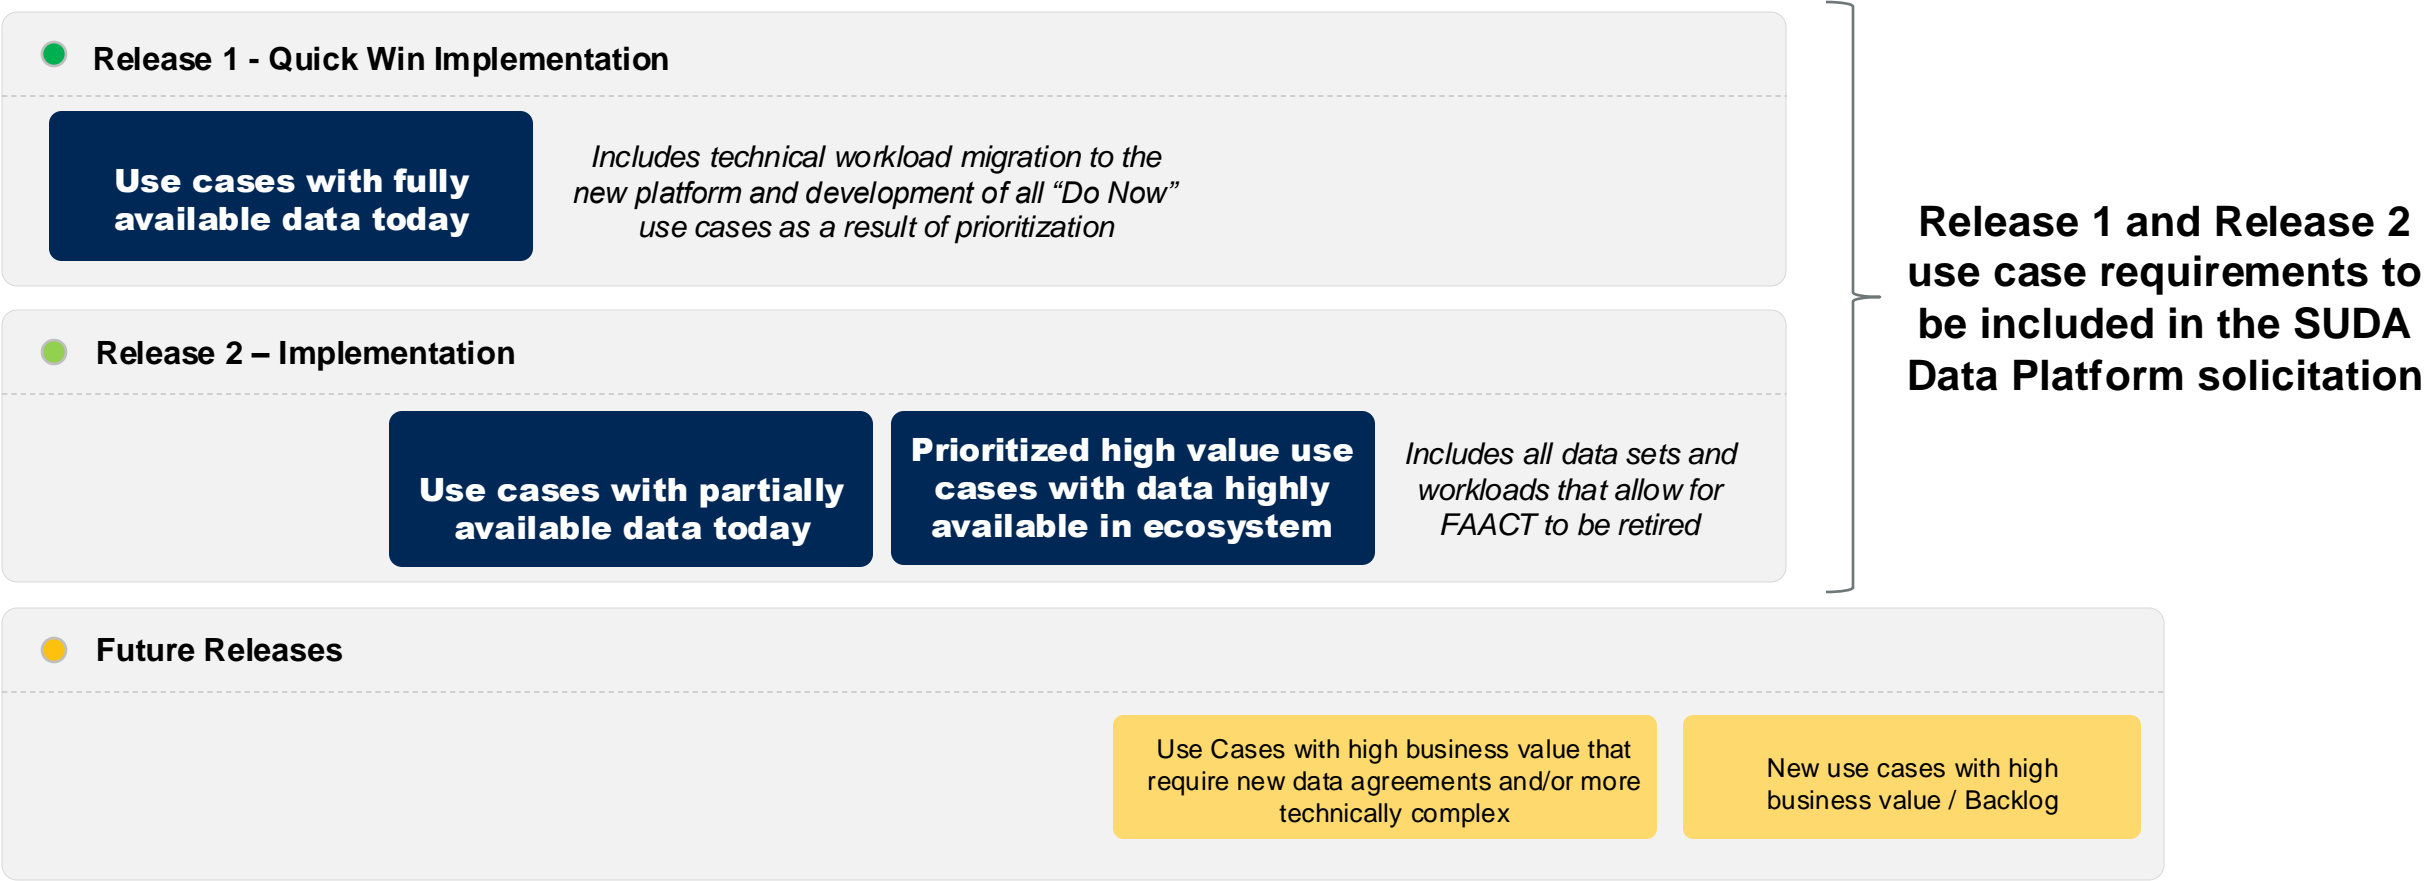 Release 1 - Quick Win Implementation
Use cases with fully
available data today
Includes technical workload migration to the
new platform and development of all “Do Now”
use cases as a result of prioritization
Release 2 – Implementation
Use cases with partially
available data today
Prioritized high value use
cases with data highly
available in ecosystem
Includes all data sets and
workloads that allow for
FAACT to be retired
Release 1 and Release 2
use case requirements to
be included in the SUDA
Data Platform solicitation
Future Releases
Use Cases with high business value that
require new data agreements and/or more
technically complex
New use cases with high
business value / Backlog